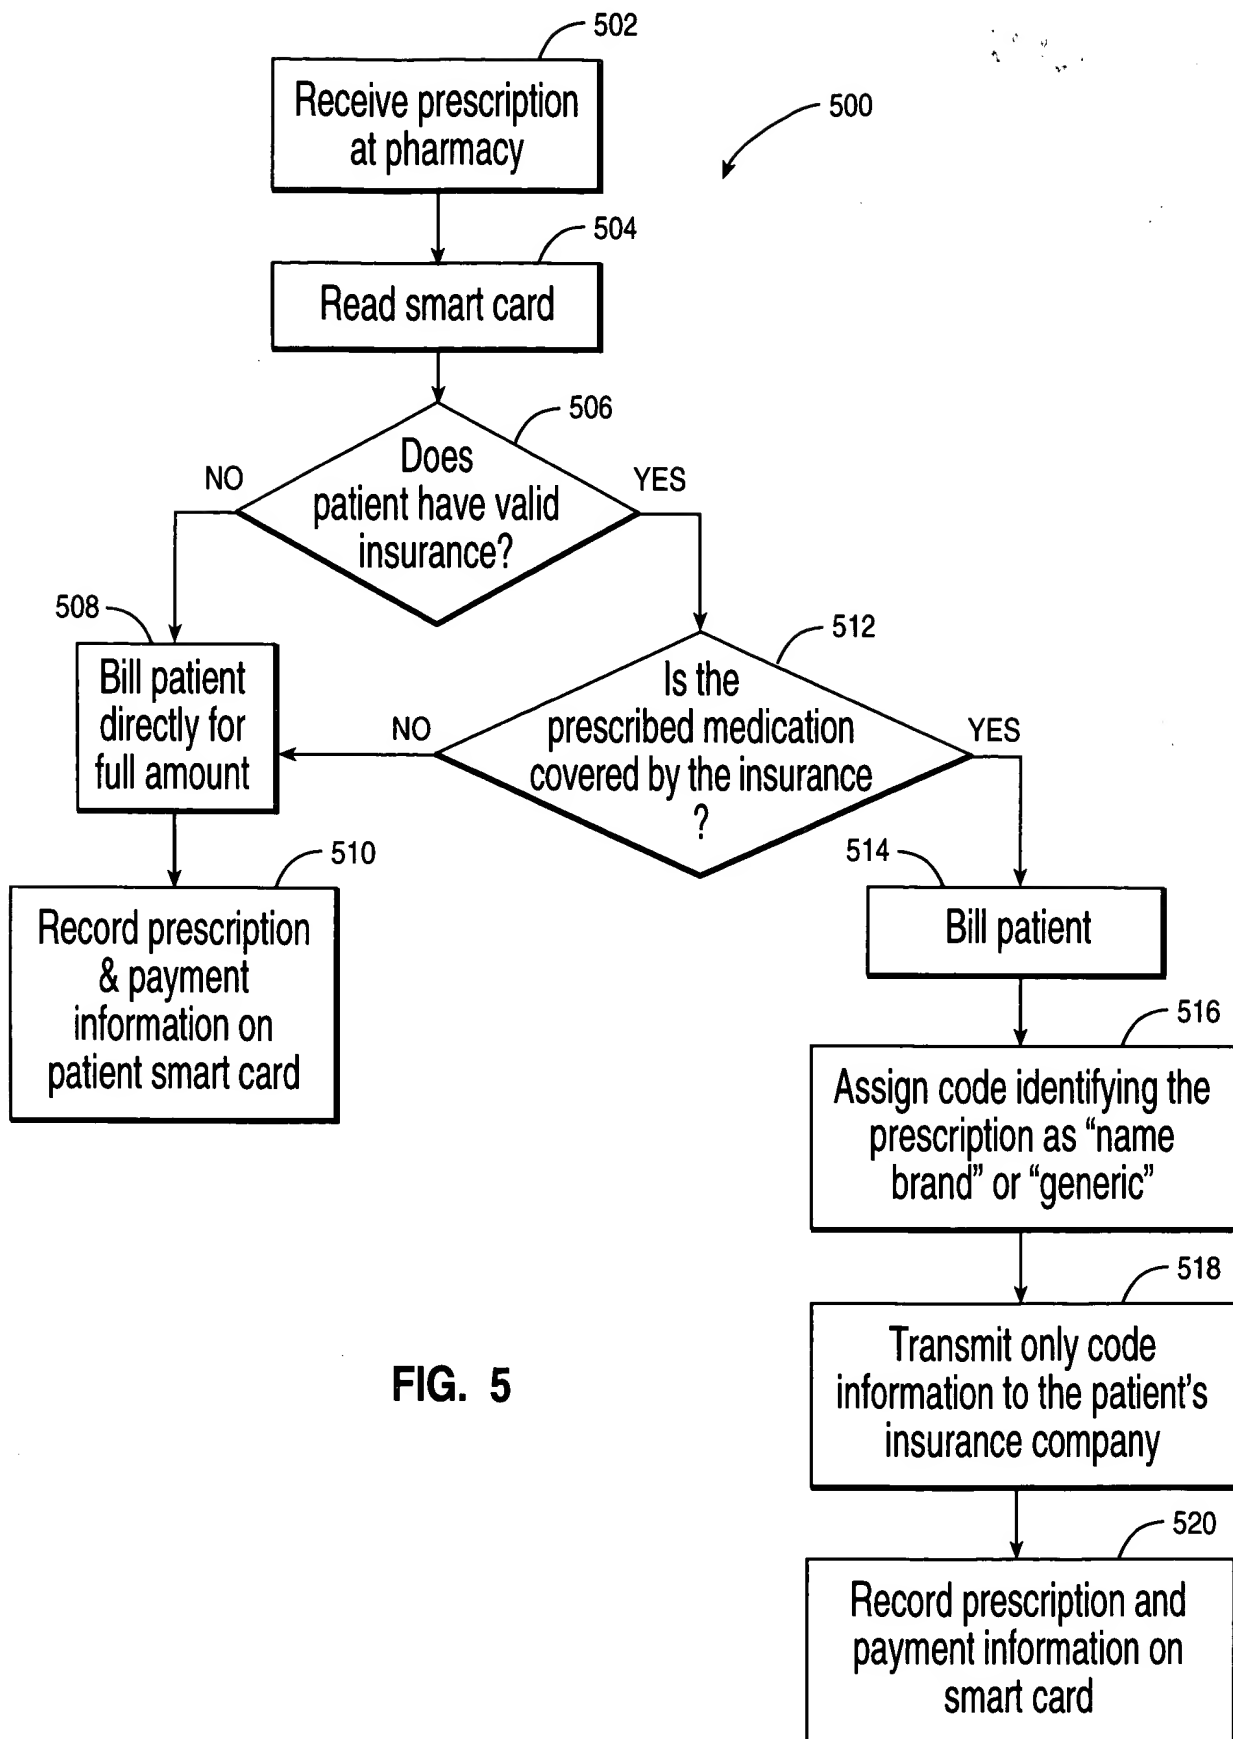 502
Receive prescription
at pharmacy
500
504
Read smart card
506
Does
patient have valid
insurance?
NO
YES
508
Bill patient
directly for
full amount
512
Is the
prescribed medication
covered by the insurance
?
NO
YES
510
Record prescription
& payment
information on
patient smart card
514
Bill patient
516
Assign code identifying the
prescription as “name
brand” or “generic”
518
Transmit only code
information to the patient’s
insurance company
520
Record prescription and
payment information on
smart card
FIG. 5